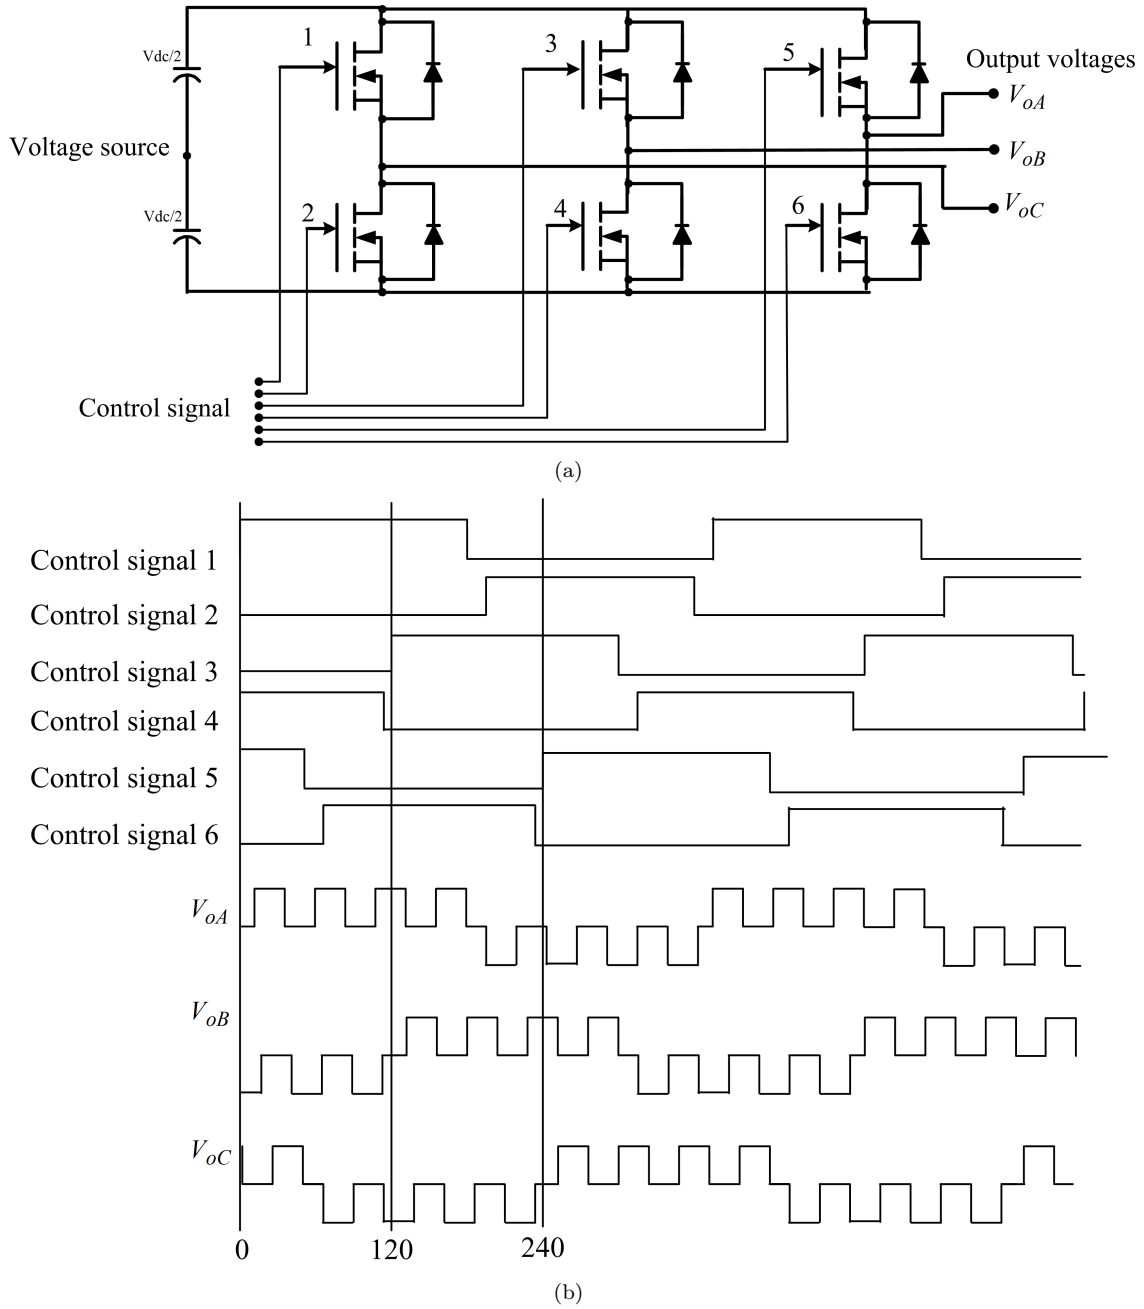 Vdc/2
1
3
5
Output voltages
VoA
Voltage source
VoB
Vdc/2
2
4
6
VoC
Control signal
(a)
Control signal 1
Control signal 2
Control signal 3
Control signal 4
Control signal 5
Control signal 6
VoA
VoB
VoC
0
120
240
(b)